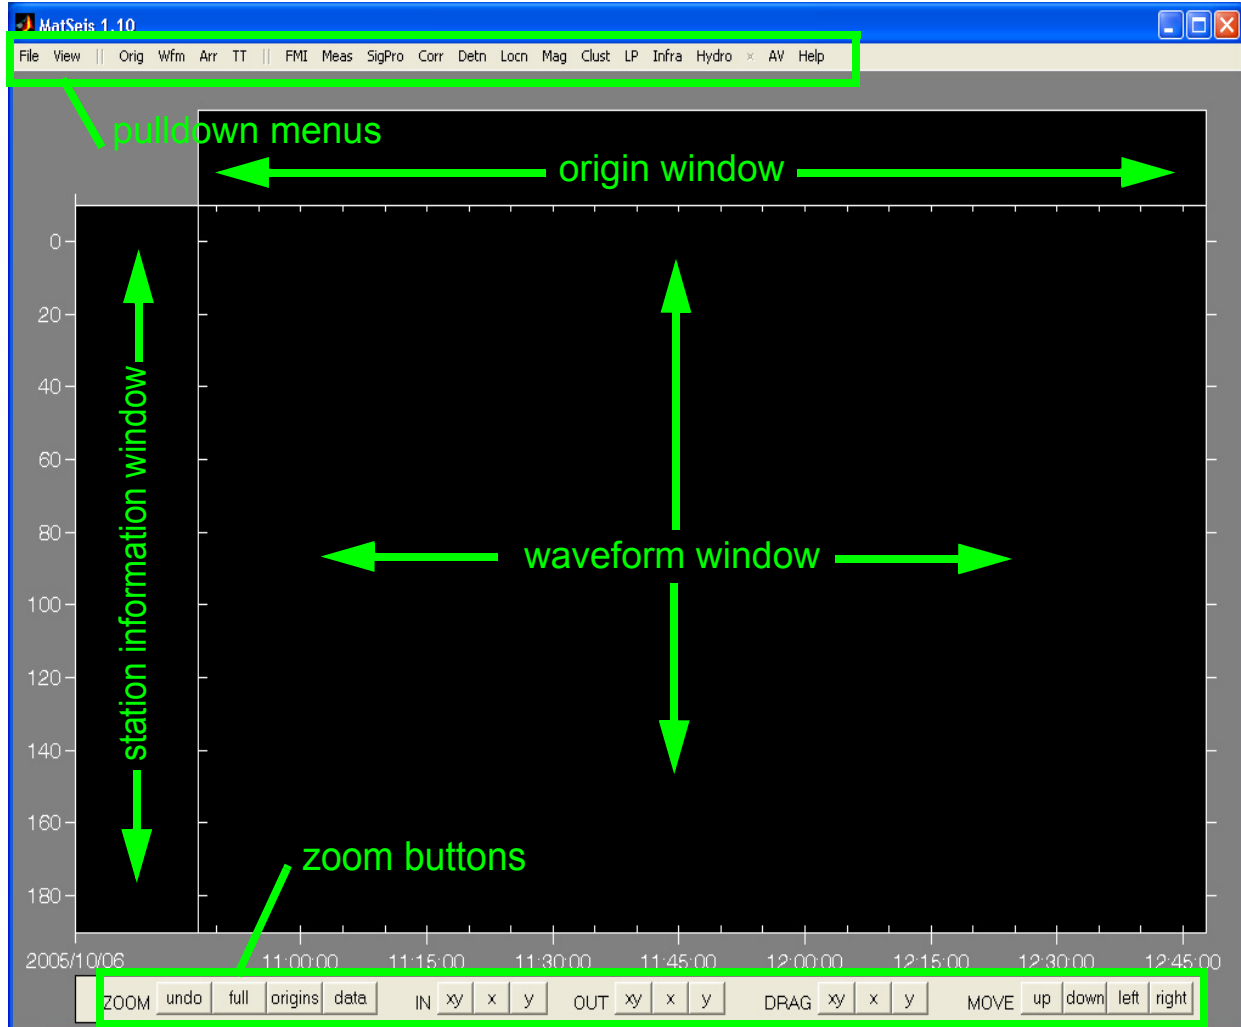 MatSeis 1.10
File View || Orig Wfm Arr TT || FMI Meas SigPro Corr Detn Locn Mag Clust LP Infra Hydro × AV Help
pulldown menus
origin window
0
20
40
60
80
100
120
140
160
180
station information window
waveform window
zoom buttons
2005/10/06 11:00:00 11:15:00 11:30:00 11:45:00 12:00:00 12:15:00 12:30:00 12:45:00
ZOOM undo full origins data IN xy x y OUT xy x y DRAG xy x y MOVE up down left right